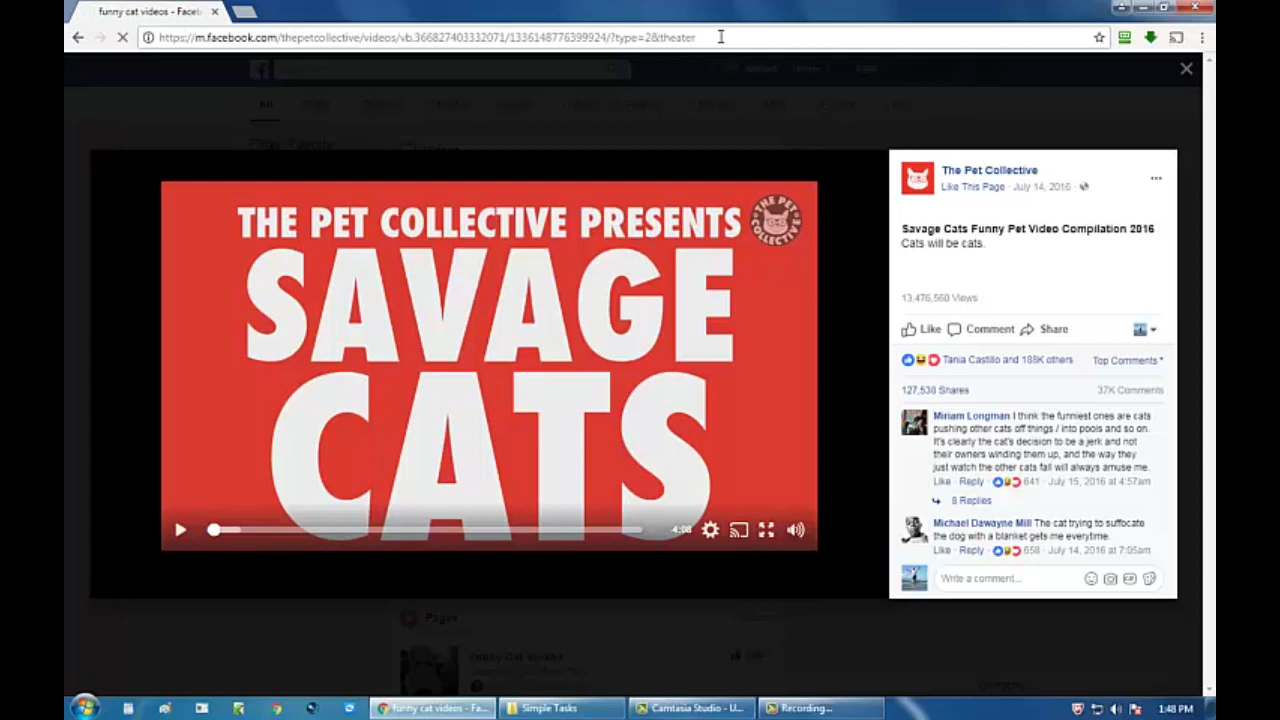 funny cat videos - Faceb
https://m.facebook.com/thepetcollective/videos/vb.366827403332071/1336148776399924/?type=2&theater
All
THE PET COLLECTIVE PRESENTS
THE PET COLLECTIVE
SAVAGE
CATS
4:08
The Pet Collective
Like This Page · July 14, 2016 ·
Savage Cats Funny Pet Video Compilation 2016
Cats will be cats.
13,476,560 Views
Like Comment Share
Tania Castillo and 188K others Top Comments
127,538 Shares 37K Comments
Miriam Longman I think the funniest ones are cats
pushing other cats off things / into pools and so on.
It's clearly the cat's decision to be a jerk and not
their owners winding them up, and the way they
just watch the other cats fall will always amuse me.
Like · Reply · 641 · July 15, 2016 at 4:57am
8 Replies
Michael Dawayne Mill The cat trying to suffocate
the dog with a blanket gets me everytime.
Like · Reply · 658 · July 14, 2016 at 7:05am
Write a comment...
Pages
Funny Cat Videos
funny cat videos - Fa...
Simple Tasks
Camtasia Studio - U...
Recording...
1:48 PM